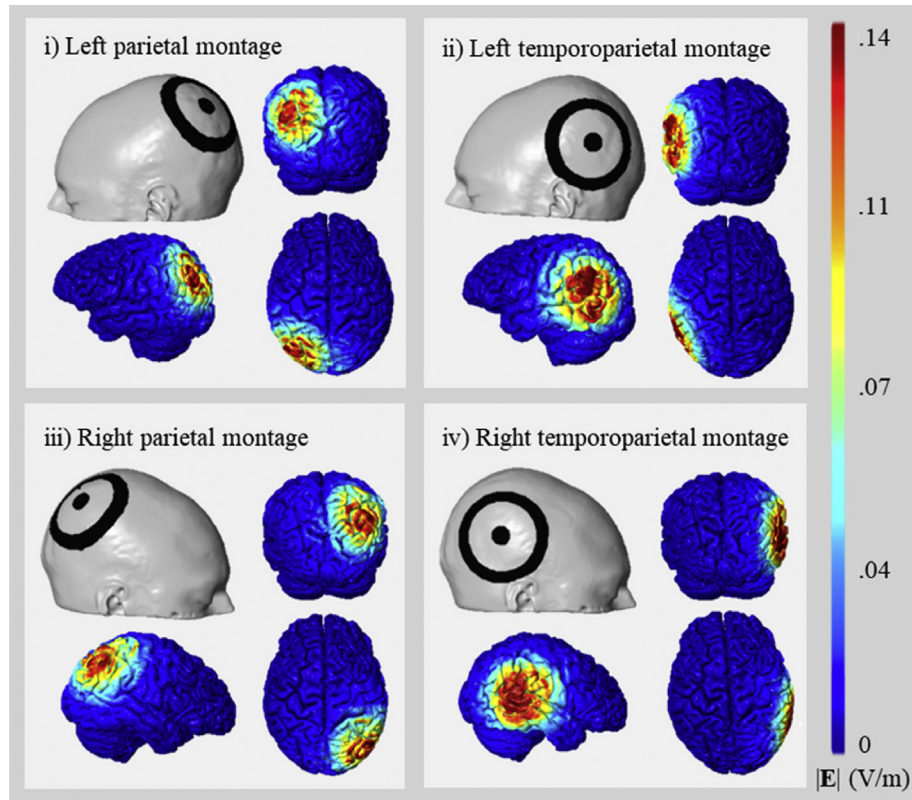 i) Left parietal montage
ii) Left temporoparietal montage
iii) Right parietal montage
iv) Right temporoparietal montage
.14
.11
.07
.04
0
|E| (V/m)